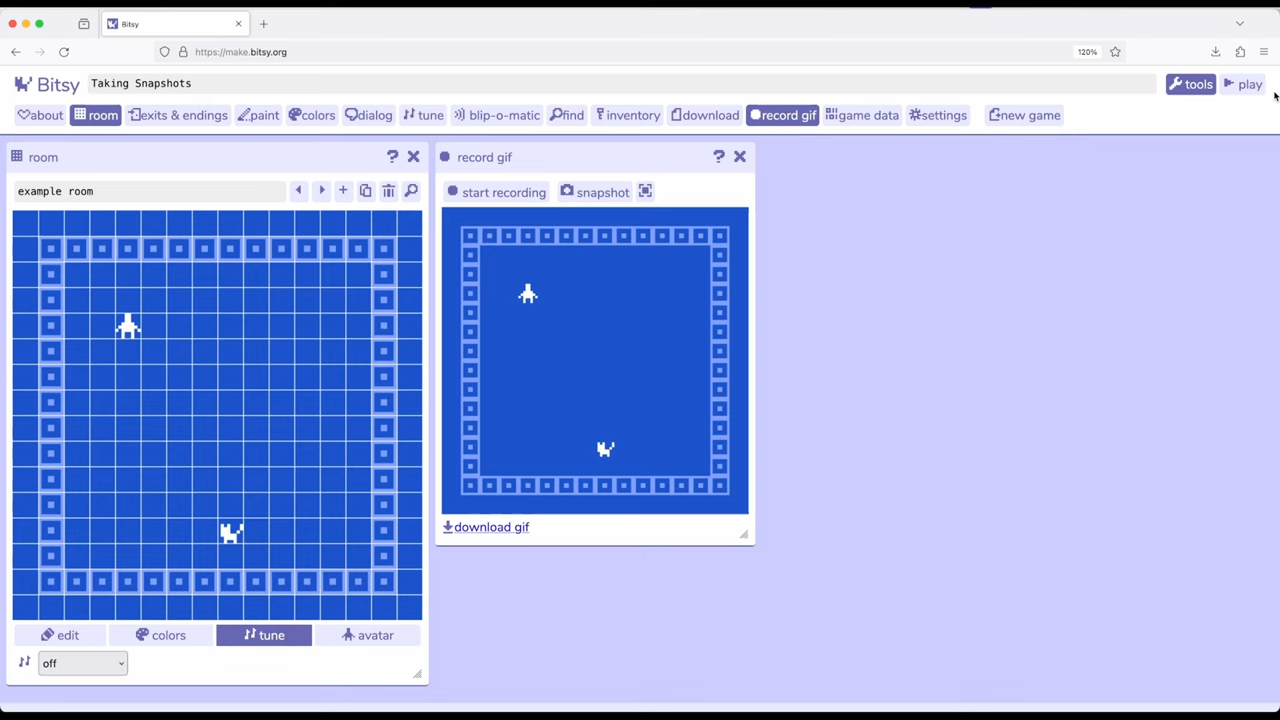 Bitsy
https://make.bitsy.org
120%
Bitsy
Taking Snapshots
tools
play
about
room
exits & endings
paint
colors
dialog
tune
blip-o-matic
find
inventory
download
record gif
game data
settings
new game
room
?
record gif
?
example room
start recording
snapshot
download gif
edit
colors
tune
avatar
off